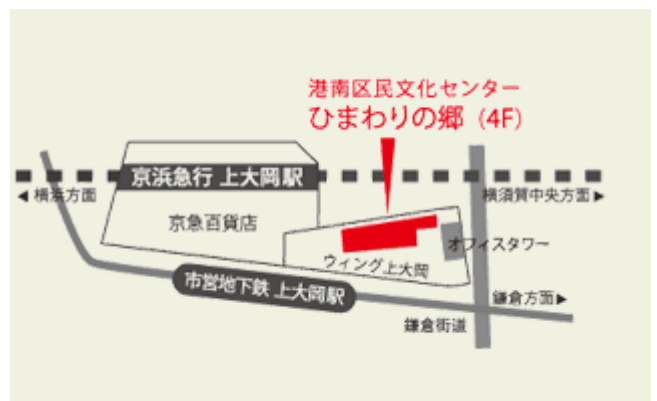 港南区民文化センター
ひまわりの郷 (4F)
京浜急行 上大岡駅
◀ 横浜方面
横須賀中央方面▶
京急百貨店
オフィスタワー
ウィング上大岡
市営地下鉄 上大岡駅
鎌倉方面▶
鎌倉街道